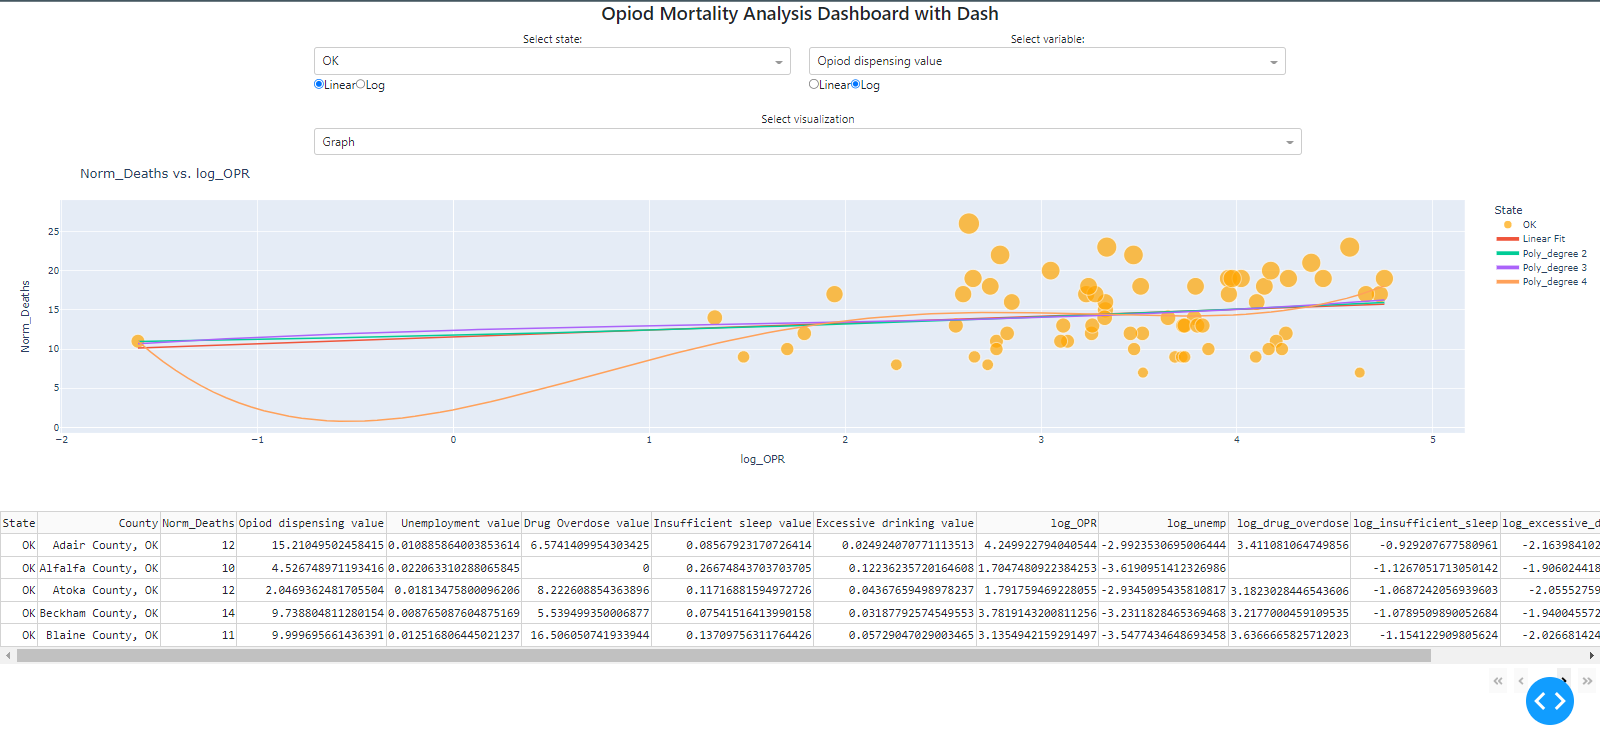 Opiod Mortality Analysis Dashboard with Dash
Select state: Select variable:
OK Opiod dispensing value
Linear Log Linear Log
Select visualization
Graph
Norm_Deaths vs. log_OPR
State
OK
Linear Fit
Poly_degree 2
Poly_degree 3
Poly_degree 4
Norm_Deaths
25
20
15
10
5
0
−2 −1 0 1 2 3 4 5
log_OPR
State County Norm_Deaths Opiod dispensing value Unemployment value Drug Overdose value Insufficient sleep value Excessive drinking value log_OPR log_unemp log_drug_overdose log_insufficient_sleep log_excessive_d
OK Adair County, OK 12 15.21049502458415 0.010885864003853614 6.5741409954303425 0.08567923170726414 0.024924070771113513 4.249922794040544 -2.9923530695006444 3.411081064749856 -0.929207677580961 -2.163984102
OK Alfalfa County, OK 10 4.526748971193416 0.022063310288065845 0 0.26674843703703705 0.12236235720164608 1.7047480922384253 -3.6190951412326986 -1.1267051713050142 -1.906024418
OK Atoka County, OK 12 2.0469362481705504 0.01813475800096206 8.222608854363896 0.11716881594972726 0.04367659498978237 1.791759469228055 -2.9345095435810817 3.1823028446543606 -1.0687242056939603 -2.05552759
OK Beckham County, OK 14 9.738804811280154 0.008765087604875169 5.539499350006877 0.07541516413990158 0.03187792574549553 3.7819143200811256 -3.2311828465369468 3.2177000459109535 -1.0789509890052684 -1.940045572
OK Blaine County, OK 11 9.999695661436391 0.012516806445021237 16.506050741933944 0.13709756311764426 0.05729047029003465 3.1354942159291497 -3.5477434648693458 3.6366665825712023 -1.154122909805624 -2.026681424